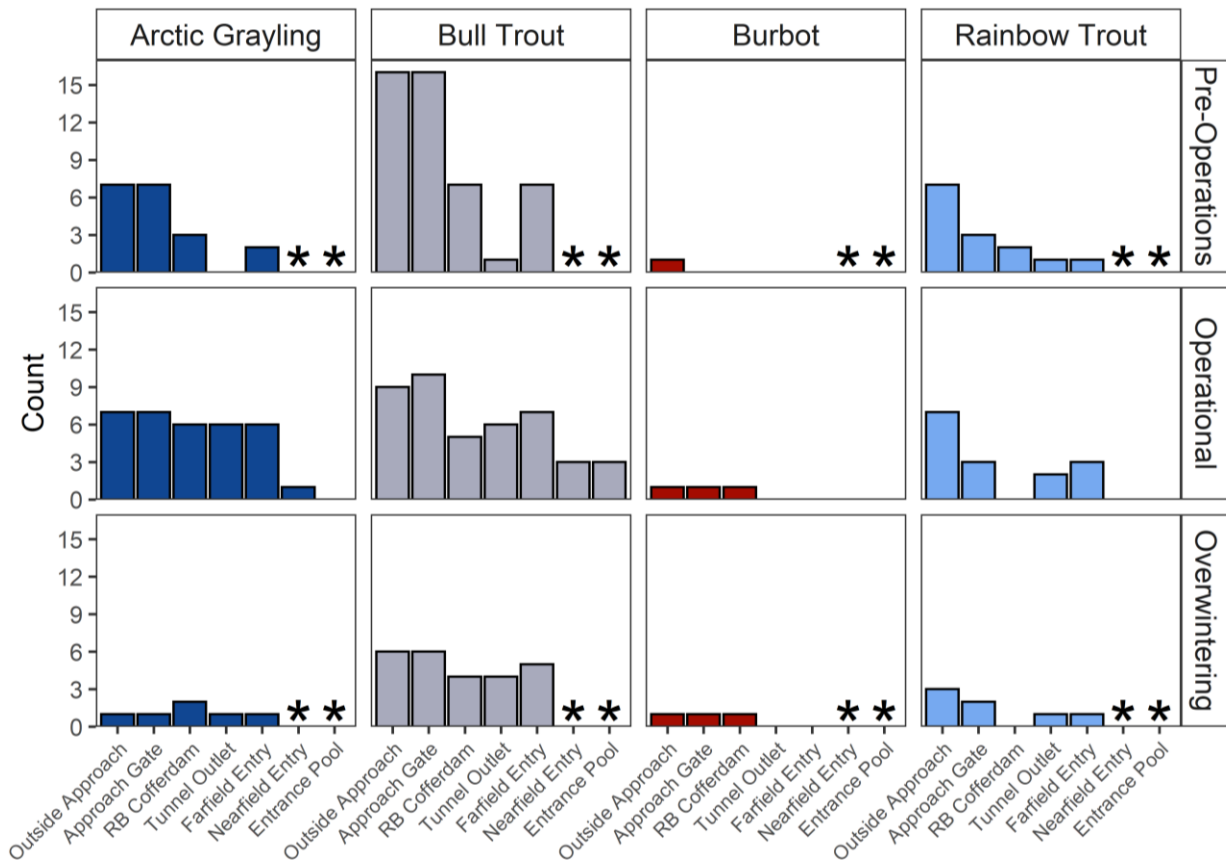 Arctic Grayling Bull Trout Burbot Rainbow Trout
Count
15
12
9
6
3
0
* * * * * * * *
Pre-Operations
15
12
9
6
3
0
Operational
15
12
9
6
3
0
* * * * * * * *
Overwintering
Outside Approach
Approach Gate
RB Cofferdam
Tunnel Outlet
Farfield Entry
Nearfield Entry
Entrance Pool
Outside Approach
Approach Gate
RB Cofferdam
Tunnel Outlet
Farfield Entry
Nearfield Entry
Entrance Pool
Outside Approach
Approach Gate
RB Cofferdam
Tunnel Outlet
Farfield Entry
Nearfield Entry
Entrance Pool
Outside Approach
Approach Gate
RB Cofferdam
Tunnel Outlet
Farfield Entry
Nearfield Entry
Entrance Pool